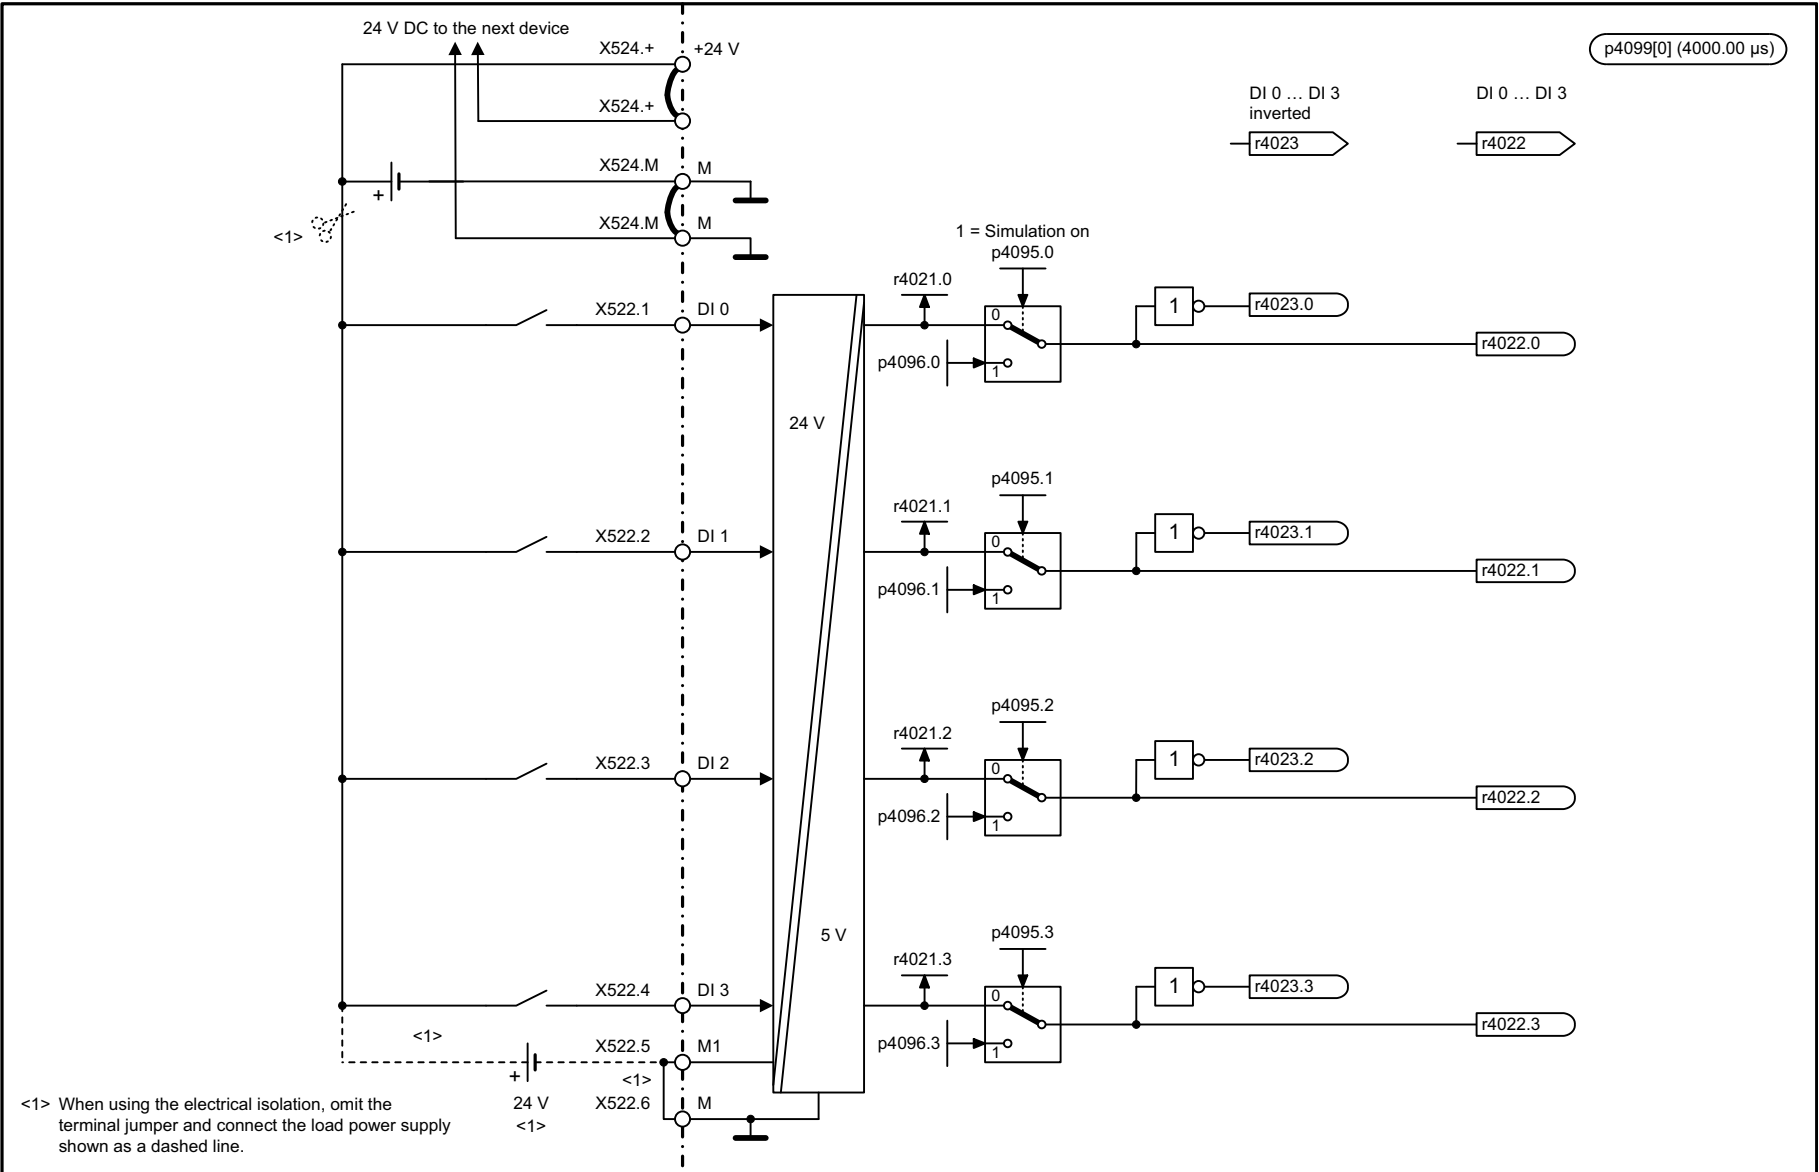 24 V DC to the next device
X524.+
+24 V
p4099[0] (4000.00 µs)
X524.+
DI 0 … DI 3
inverted
DI 0 … DI 3
r4023
r4022
X524.M
M
+
<1>
X524.M
M
1 = Simulation on
p4095.0
r4021.0
X522.1
DI 0
0
1
r4023.0
r4022.0
p4096.0
1
24 V
p4095.1
r4021.1
X522.2
DI 1
0
1
r4023.1
r4022.1
p4096.1
1
p4095.2
r4021.2
X522.3
DI 2
0
1
r4023.2
r4022.2
p4096.2
1
5 V
p4095.3
r4021.3
X522.4
DI 3
0
1
r4023.3
r4022.3
p4096.3
1
<1>
X522.5
M1
+
<1>
24 V
<1>
X522.6
M
<1> When using the electrical isolation, omit the
terminal jumper and connect the load power supply
shown as a dashed line.